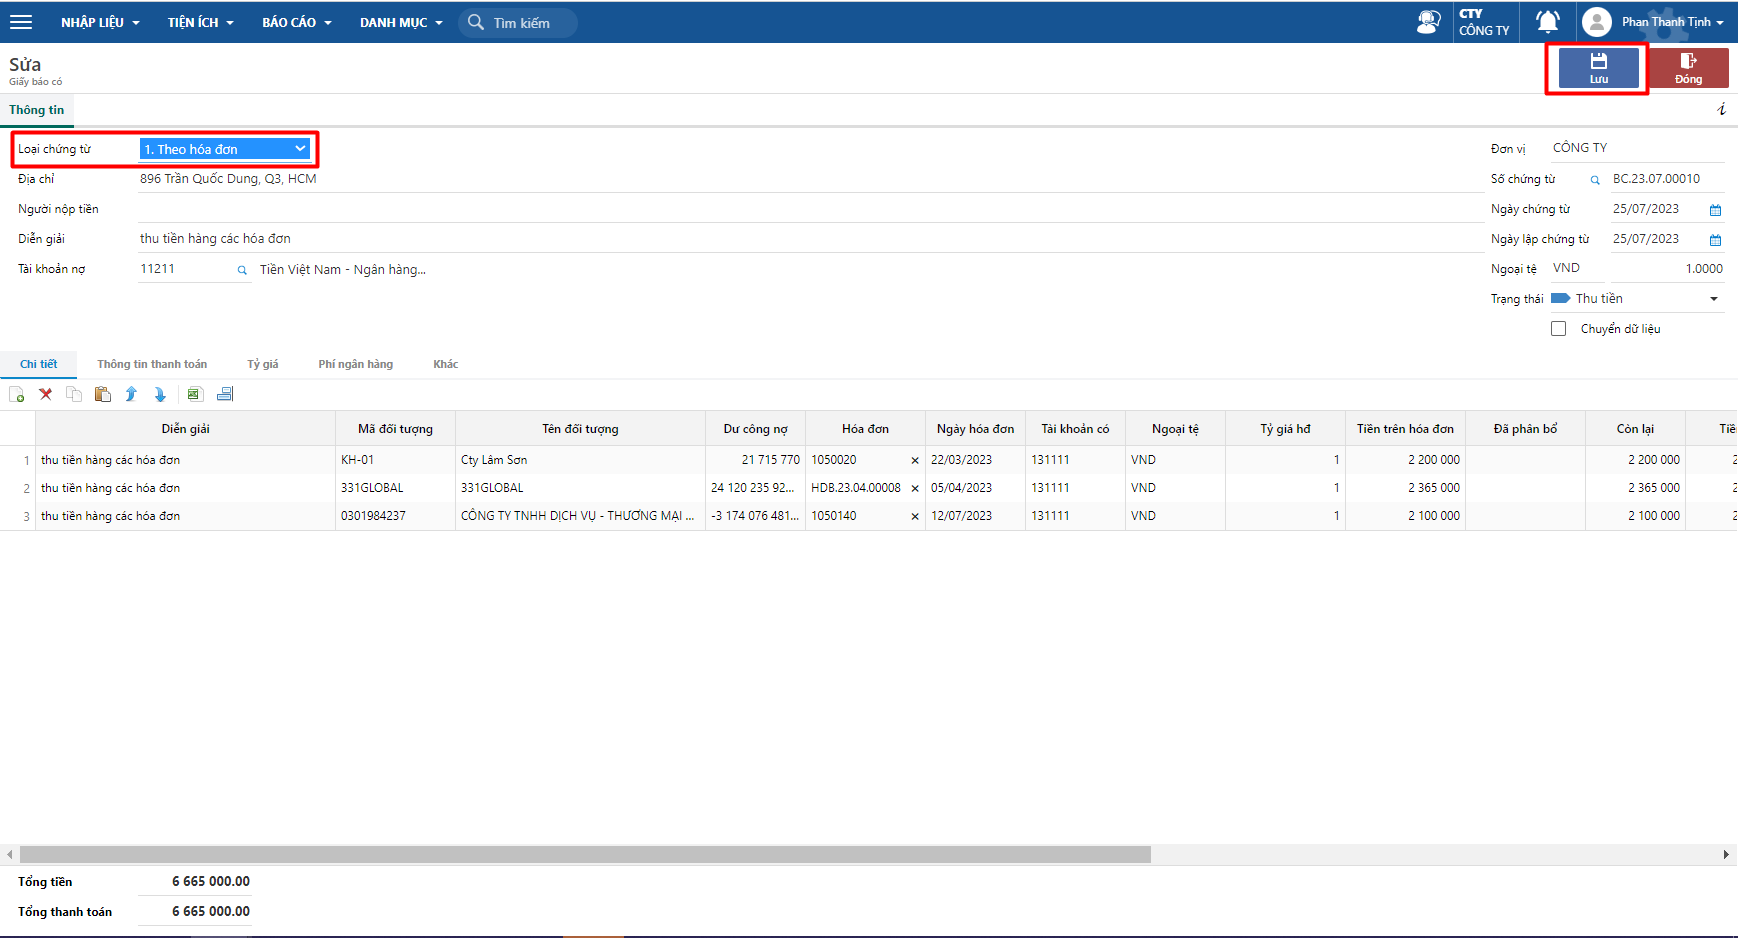 NHẬP LIỆU TIỆN ÍCH BÁO CÁO DANH MỤC Tìm kiếm CTY CÔNG TY Phan Thanh Tịnh
Sửa
Giấy báo có
Lưu Đóng
Thông tin i
Loại chứng từ 1. Theo hóa đơn Đơn vị CÔNG TY
Địa chỉ 896 Trần Quốc Dung, Q3, HCM Số chứng từ BC.23.07.00010
Người nộp tiền Ngày chứng từ 25/07/2023
Diễn giải thu tiền hàng các hóa đơn Ngày lập chứng từ 25/07/2023
Tài khoản nợ 11211 Tiền Việt Nam - Ngân hàng... Ngoại tệ VND 1.0000
Trạng thái Thu tiền
Chuyển dữ liệu
Chi tiết Thông tin thanh toán Tỷ giá Phí ngân hàng Khác
Diễn giải Mã đối tượng Tên đối tượng Dư công nợ Hóa đơn Ngày hóa đơn Tài khoản có Ngoại tệ Tỷ giá hđ Tiền trên hóa đơn Đã phân bổ Còn lại Tiề
1 thu tiền hàng các hóa đơn KH-01 Cty Lâm Sơn 21 715 770 1050020 × 22/03/2023 131111 VND 1 2 200 000 2 200 000 2
2 thu tiền hàng các hóa đơn 331GLOBAL 331GLOBAL 24 120 235 92... HDB.23.04.00008 × 05/04/2023 131111 VND 1 2 365 000 2 365 000 2
3 thu tiền hàng các hóa đơn 0301984237 CÔNG TY TNHH DỊCH VỤ - THƯƠNG MẠI ... -3 174 076 481... 1050140 × 12/07/2023 131111 VND 1 2 100 000 2 100 000 2
Tổng tiền 6 665 000.00
Tổng thanh toán 6 665 000.00